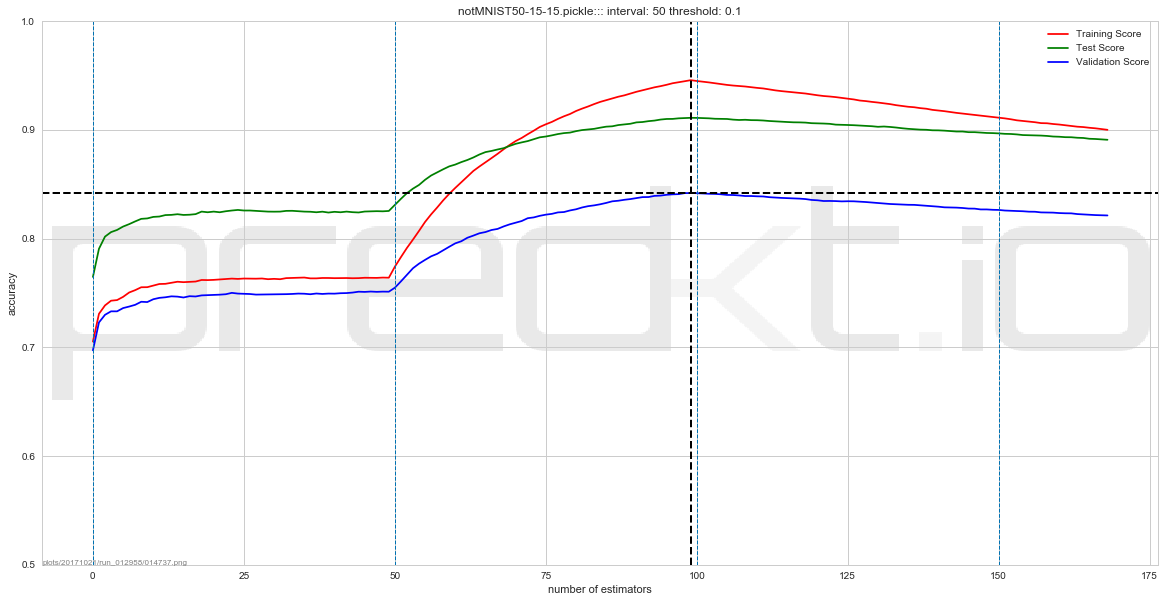 notMNIST50-15-15.pickle::: interval: 50 threshold: 0.1
Training Score
Test Score
Validation Score
1.0
0.9
0.8
0.7
0.6
0.5
accuracy
predkt.io
0
25
50
75
100
125
150
175
number of estimators